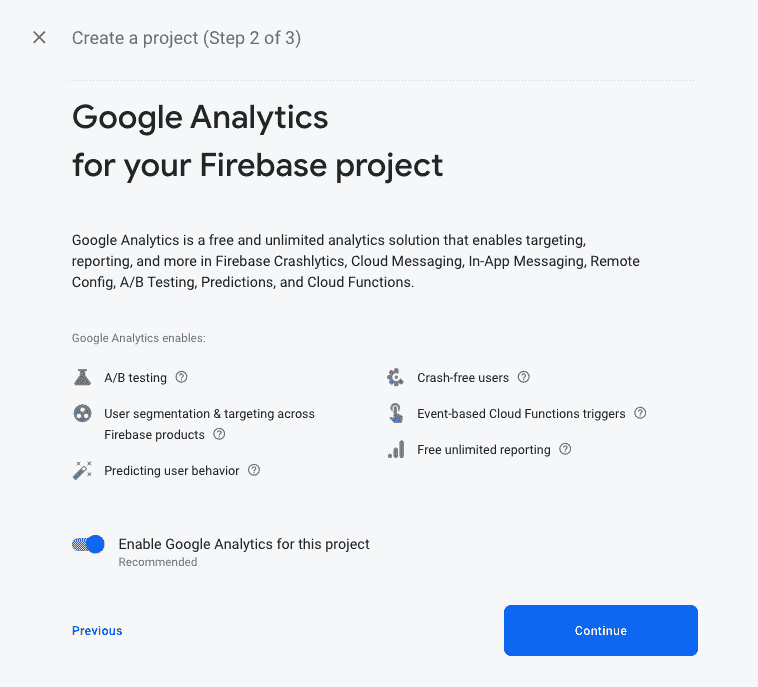 Create a project (Step 2 of 3)
Google Analytics
for your Firebase project
Google Analytics is a free and unlimited analytics solution that enables targeting,
reporting, and more in Firebase Crashlytics, Cloud Messaging, In-App Messaging, Remote
Config, A/B Testing, Predictions, and Cloud Functions.
Google Analytics enables:
A/B testing
User segmentation & targeting across
Firebase products
Predicting user behavior
Crash-free users
Event-based Cloud Functions triggers
Free unlimited reporting
Enable Google Analytics for this project
Recommended
Previous
Continue